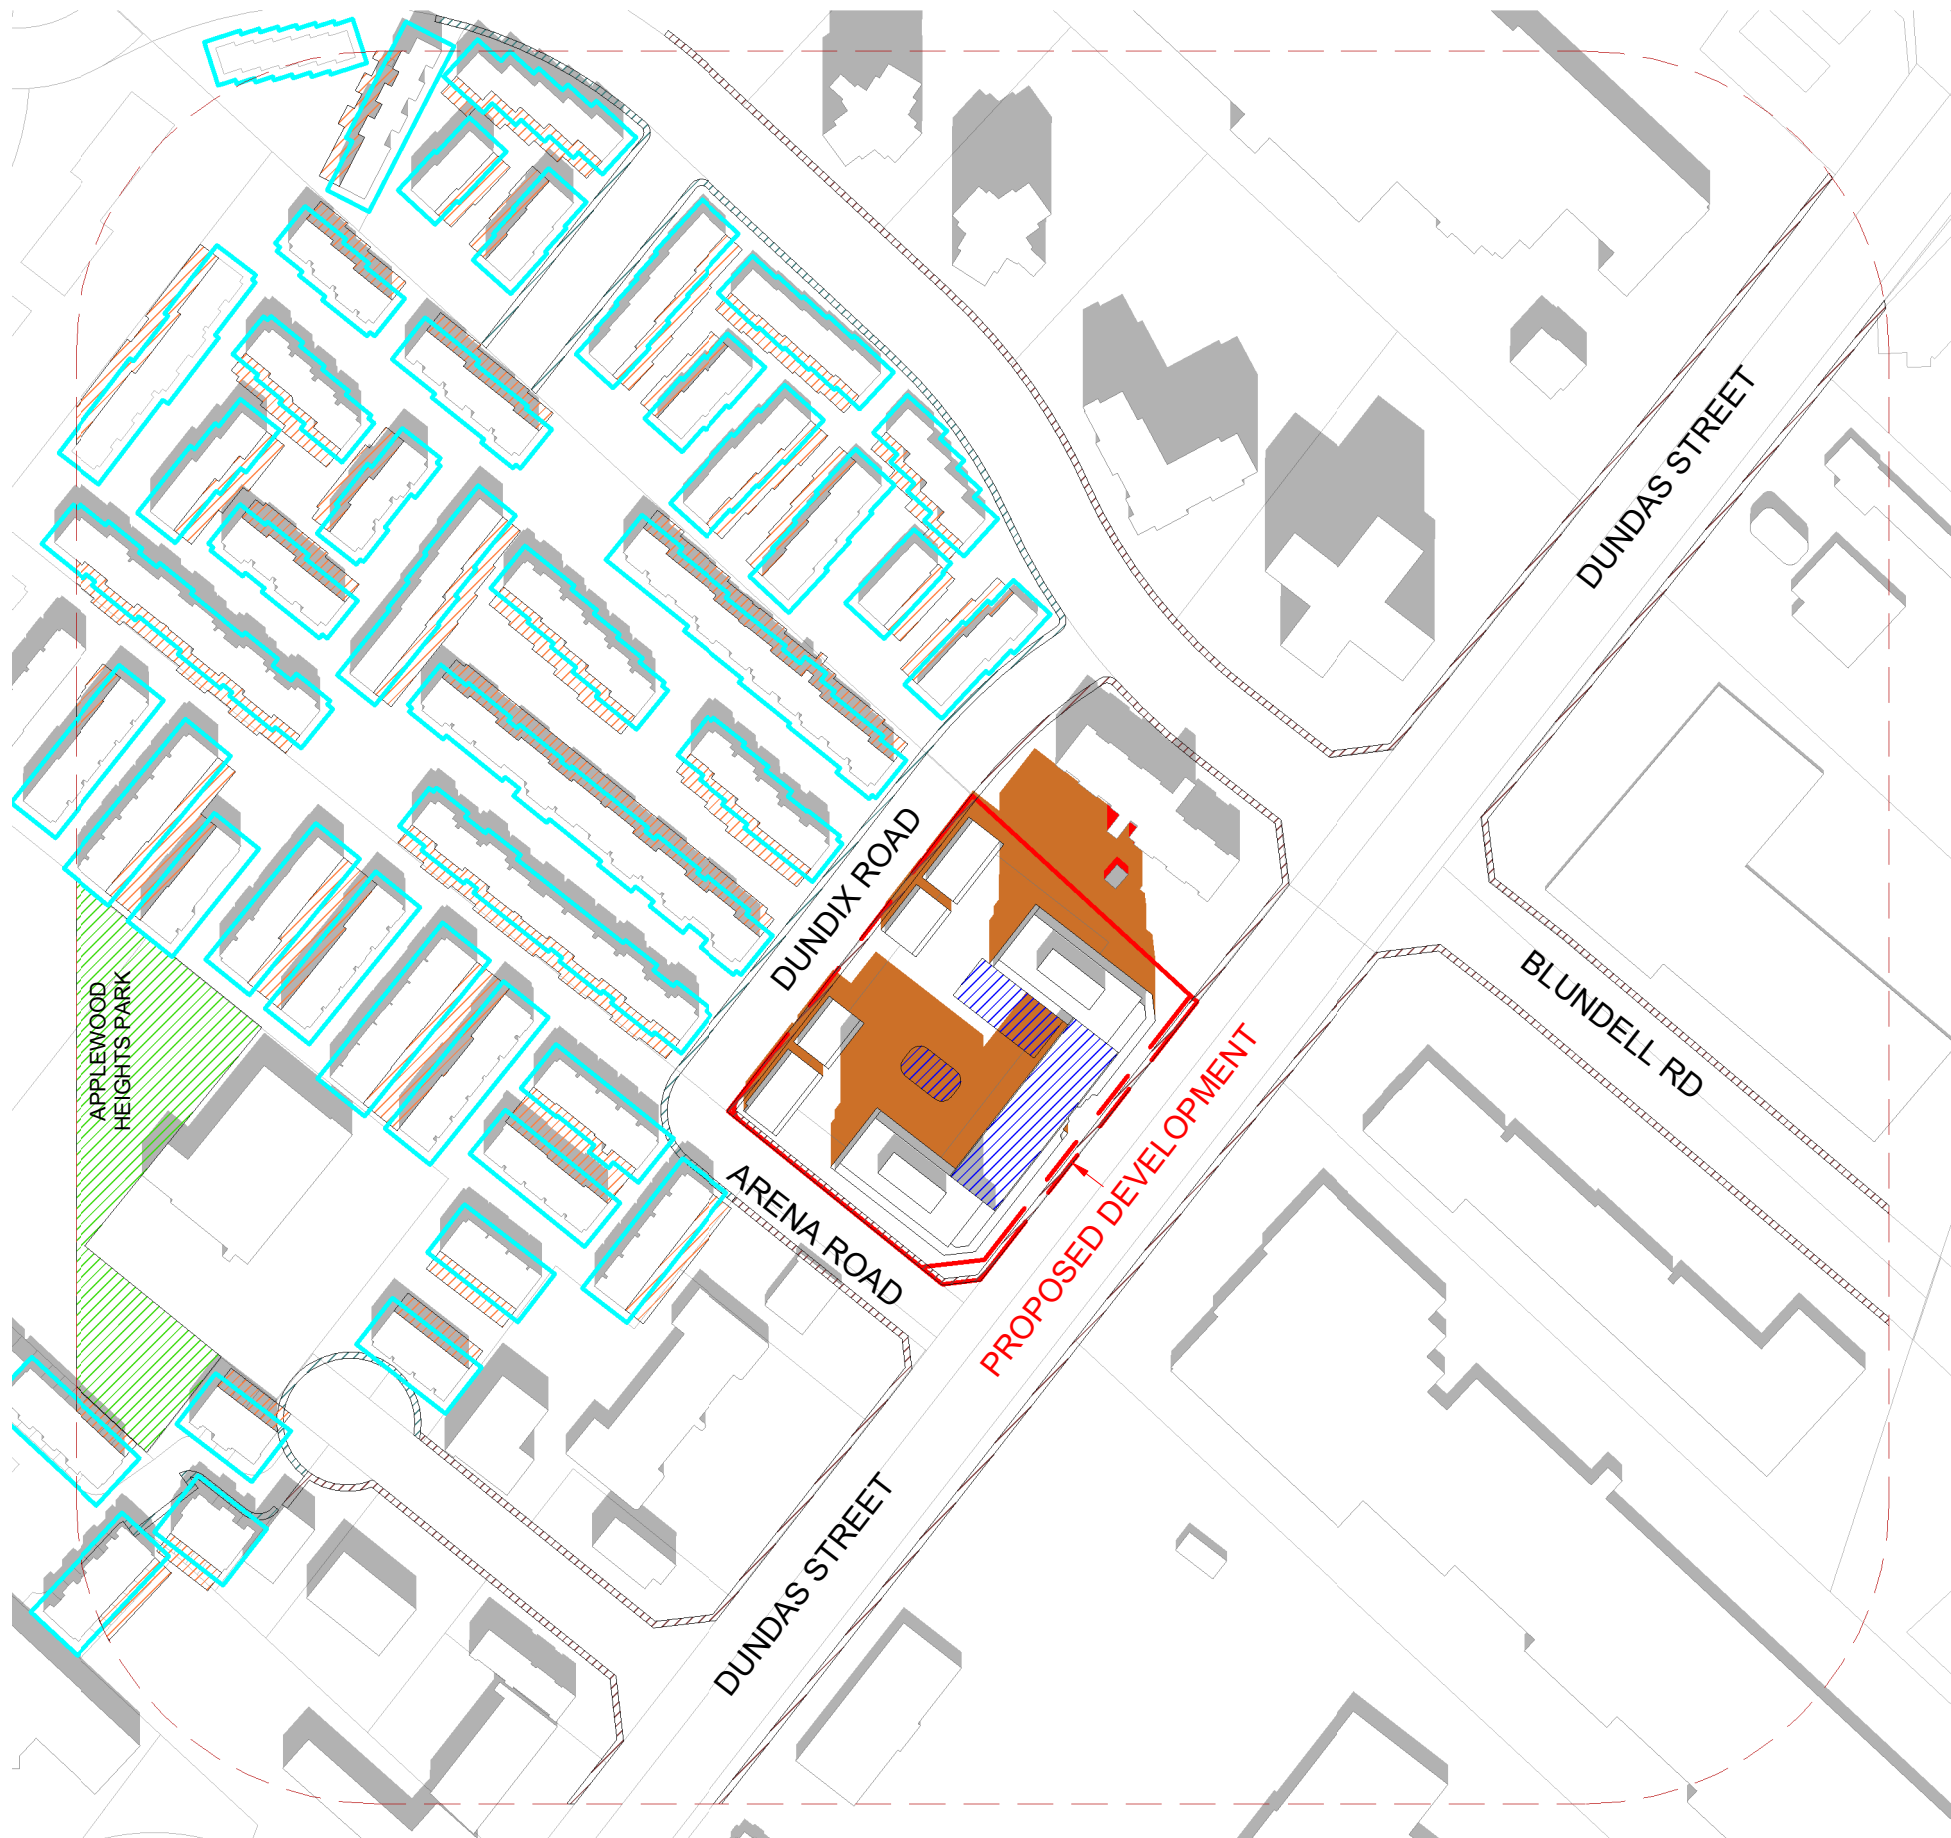 DUNDAS STREET
DUNDIX ROAD
APPLEWOOD
HEIGHTS PARK
BLUNDELL RD
PROPOSED DEVELOPMENT
ARENA ROAD
DUNDAS STREET